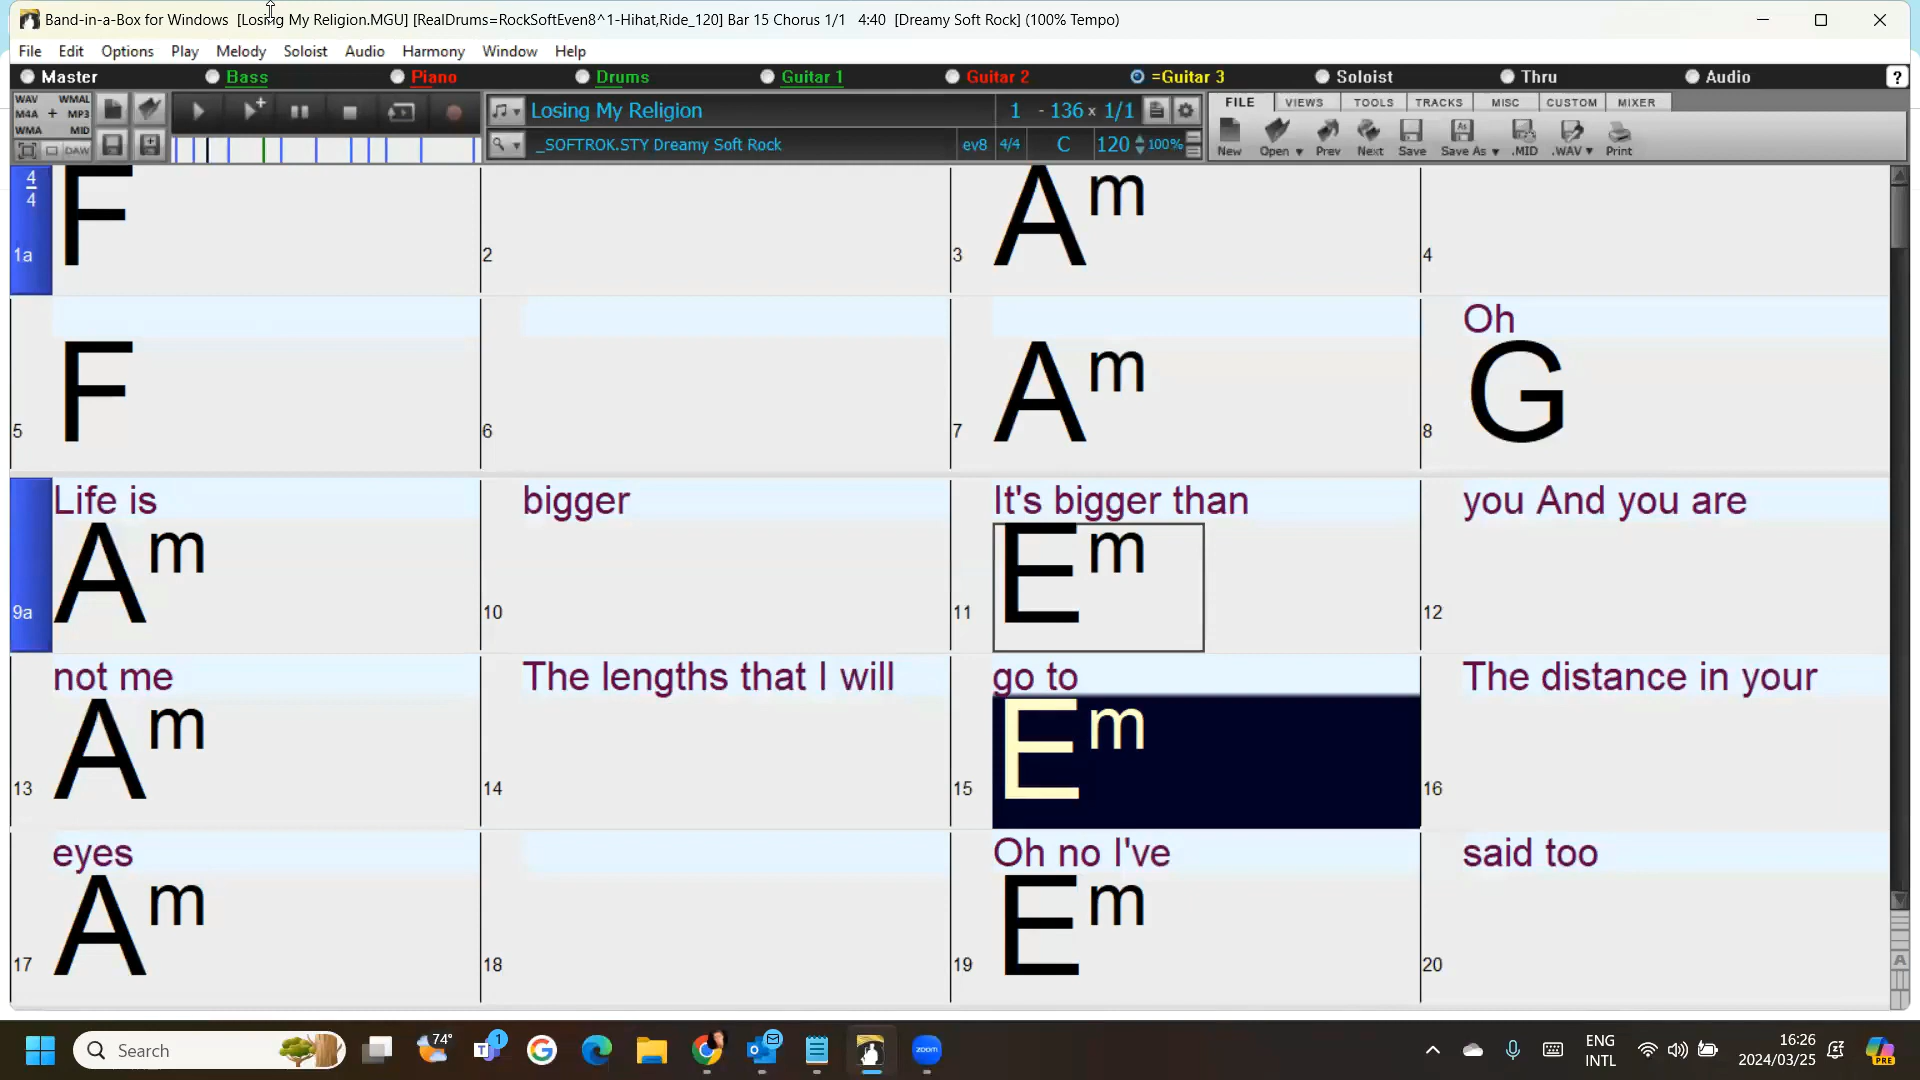 Band-in-a-Box for Windows [Losing My Religion.MGU] [RealDrums=RockSoftEven8^1-Hihat,Ride_120] Bar 15 Chorus 1/1 4:40 [Dreamy Soft Rock] (100% Tempo)
File Edit Options Play Melody Soloist Audio Harmony Window Help
Master Bass Piano Drums Guitar 1 Guitar 2 =Guitar 3 Soloist Thru Audio ?
WAV WMAL
M4A + MP3
WMA MID
DAW
Losing My Religion 1 - 136 x 1/1
_SOFTROK.STY Dreamy Soft Rock ev8 4/4 C 120 100%
FILE VIEWS TOOLS TRACKS MISC CUSTOM MIXER
New Open Prev Next Save Save As .MID .WAV Print
4
4
1a F 2 3 Am 4
Oh
5 F 6 7 Am 8 G
Life is bigger It's bigger than you And you are
9a Am 10 11 Em 12
not me The lengths that I will go to The distance in your
13 Am 14 15 Em 16
eyes Oh no I've said too
17 Am 18 19 Em 20
A
Search 74° 1 zoom ENG
INTL 16:26
2024/03/25 PRE